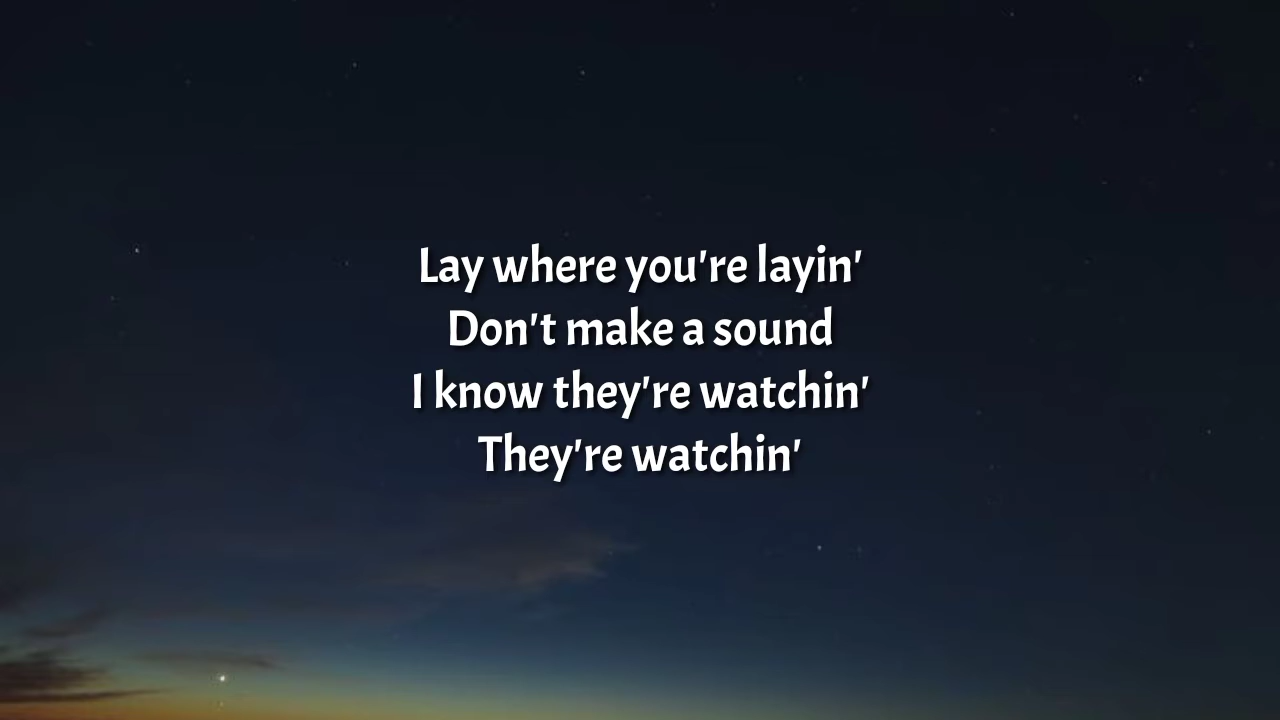 Lay where you're layin'
Don't make a sound
I know they're watchin'
They're watchin'